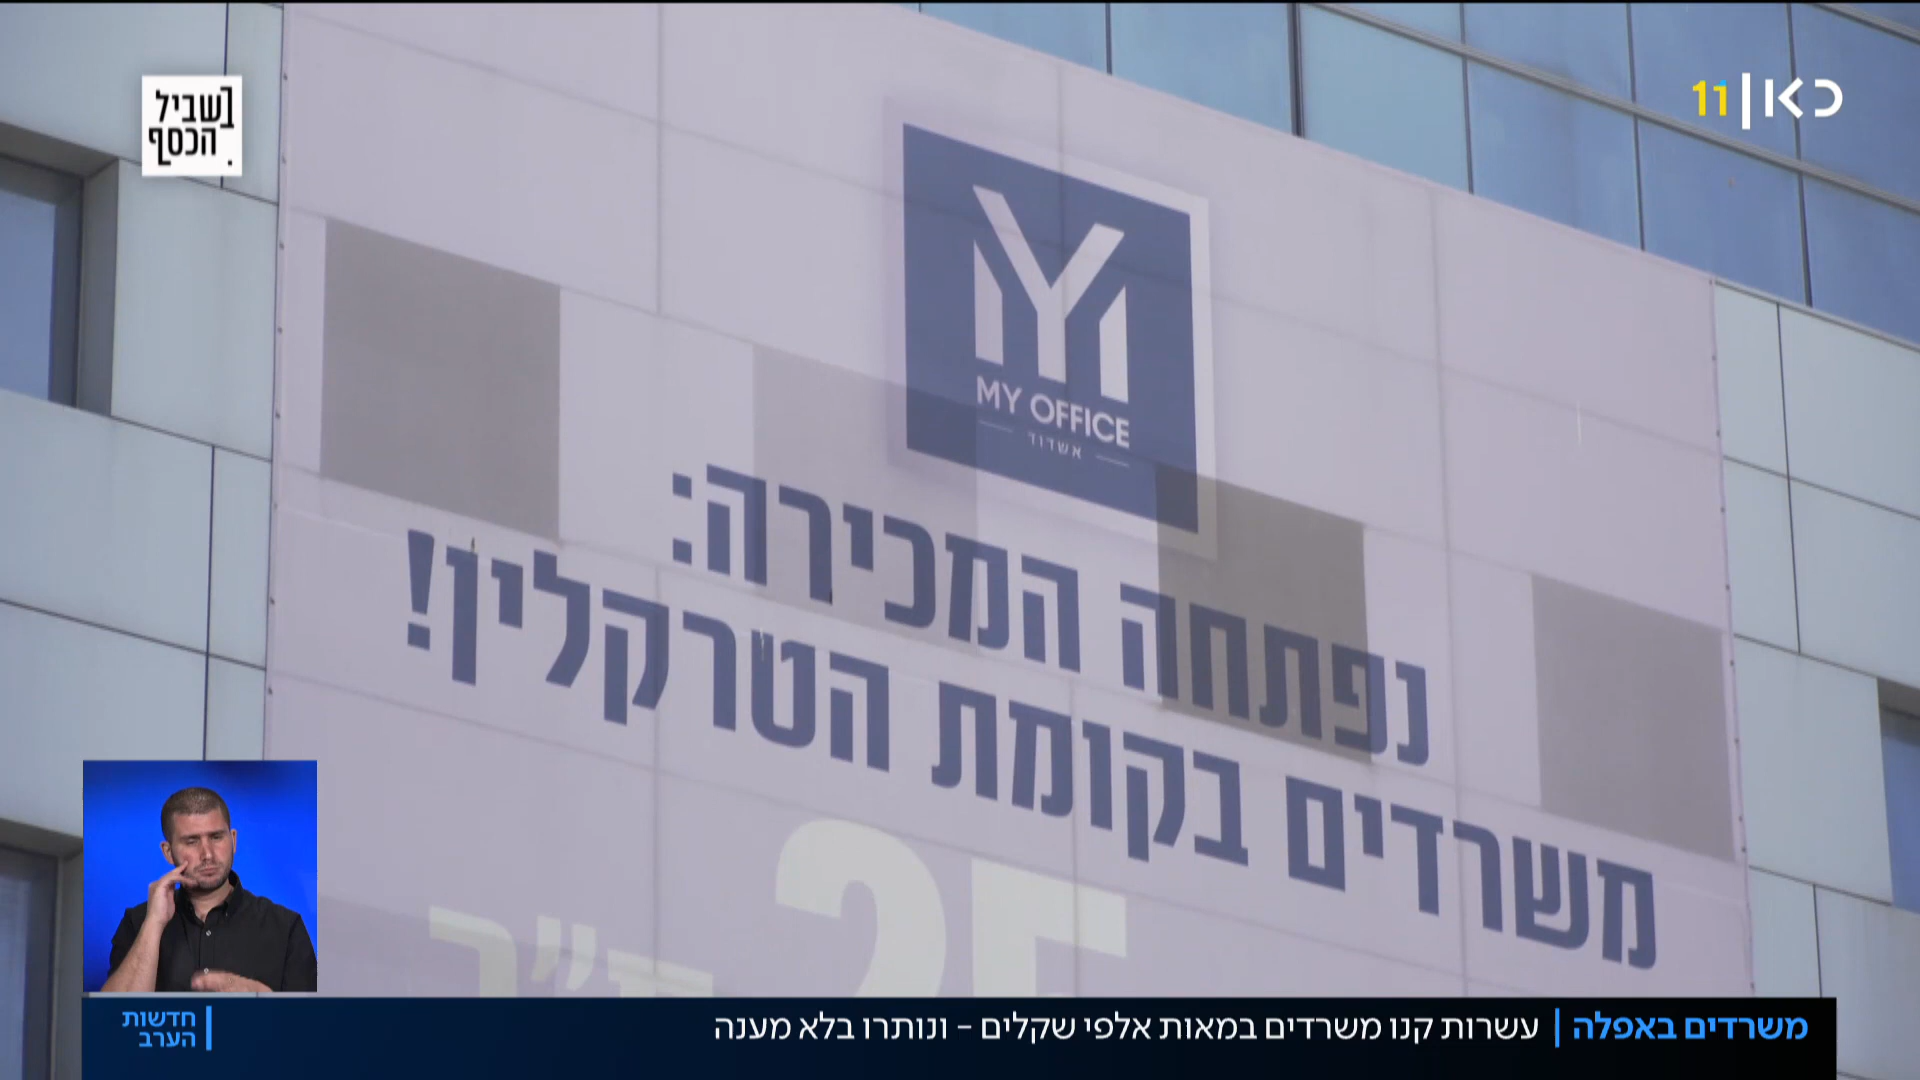 בשביל
הכסף.
כאן 11
MY OFFICE
אשדוד
נפתחה המכירה:
משרדים בקומת הטרקלין!
משרדים באפלה | עשרות קנו משרדים במאות אלפי שקלים - ונותרו בלא מענה
חדשות
הערב